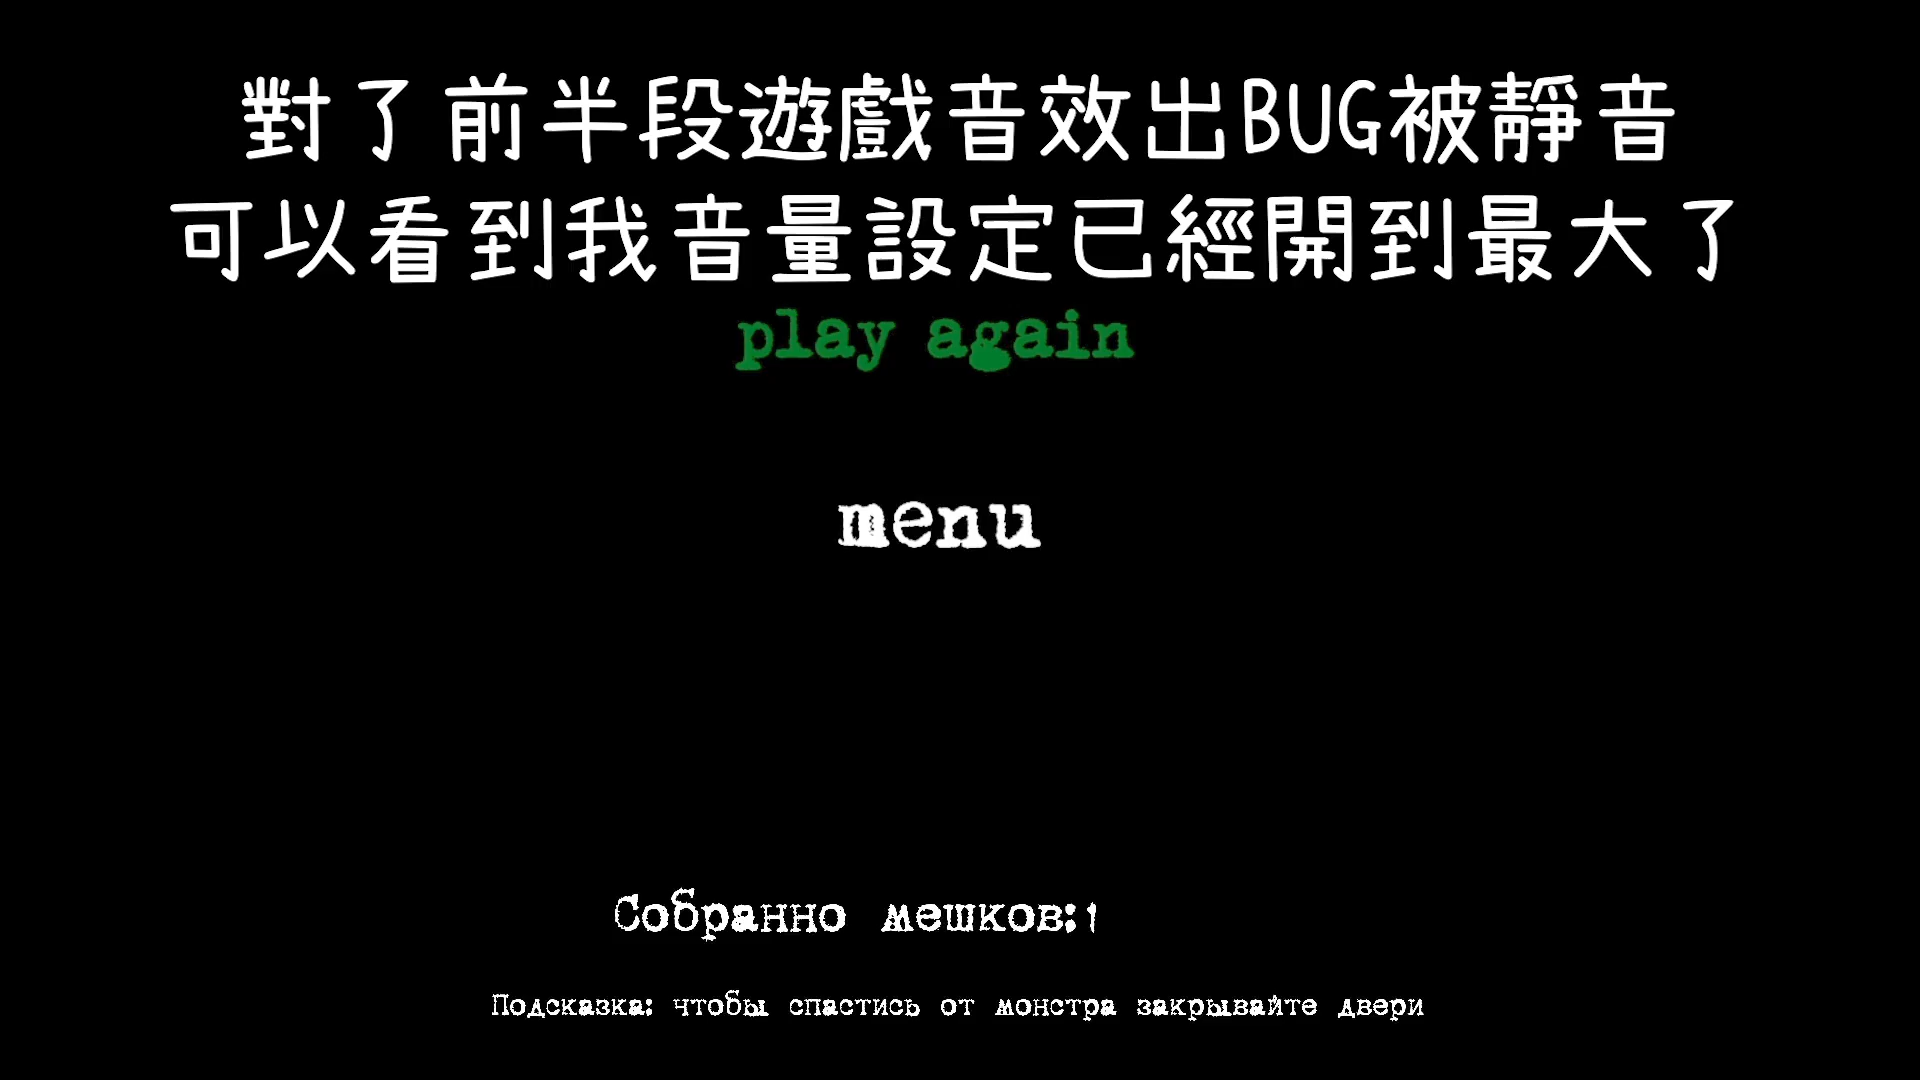 對了前半段遊戲音效出BUG被靜音
可以看到我音量設定已經開到最大了
play again
menu
Собранно мешков:1
Подсказка: чтобы спастись от монстра закрывайте двери